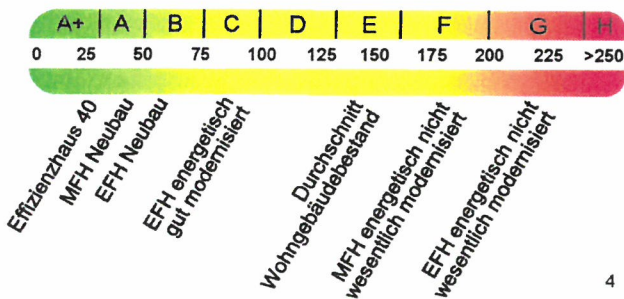 A+ A B C D E F G H
0 25 50 75 100 125 150 175 200 225 >250
Effizienzhaus 40
MFH Neubau
EFH Neubau
EFH energetisch
gut modernisiert
Durchschnitt
Wohngebäudebestand
MFH energetisch nicht
wesentlich modernisiert
EFH energetisch nicht
wesentlich modernisiert
4